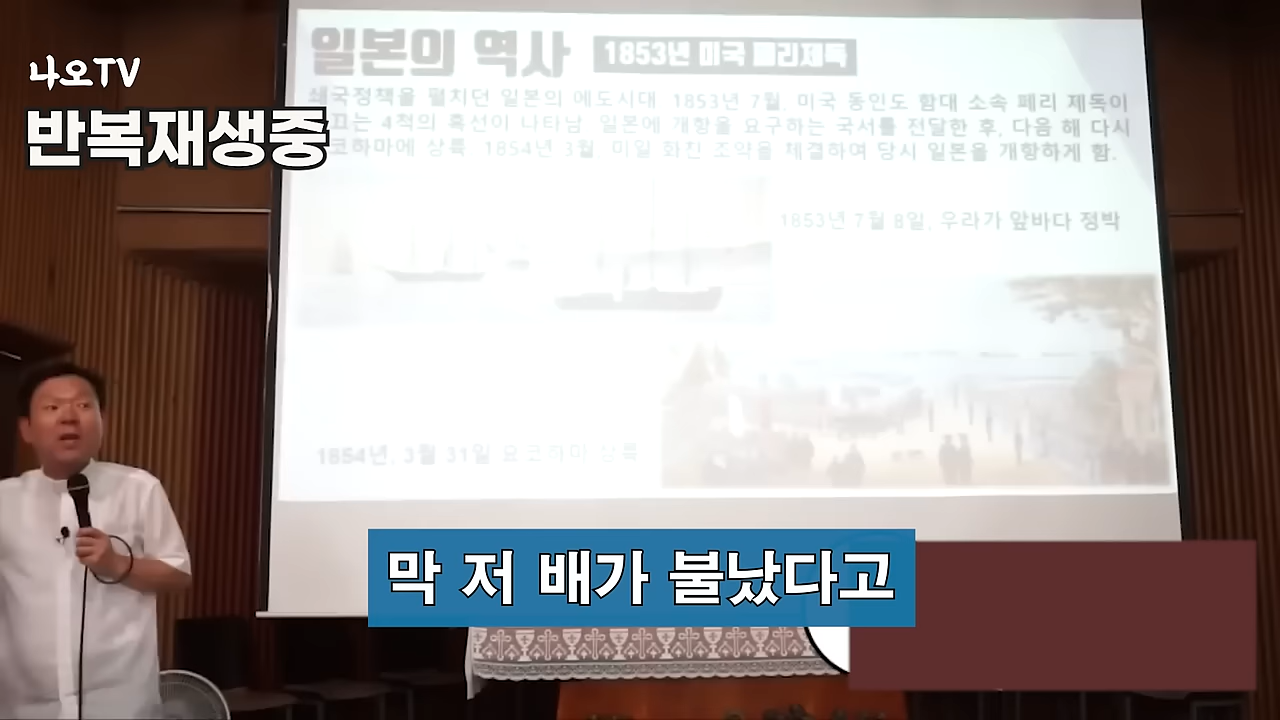 나오TV
반복재생중
일본의 역사 1853년 미국 페리제독
쇄국정책을 펼치던 일본의 에도시대 1853년 7월, 미국 동인도 함대 소속 페리 제독이
끄는 4척의 흑선이 나타남. 일본에 개항을 요구하는 국서를 전달한 후, 다음 해 다시
코하마에 상륙 1854년 3월 미일 화친 조약을 체결하여 당시 일본을 개항하게 함.
1853년 7월 8일, 우라가 앞바다 정박
1854년, 3월 31일 요코하마 상륙
막 저 배가 불났다고